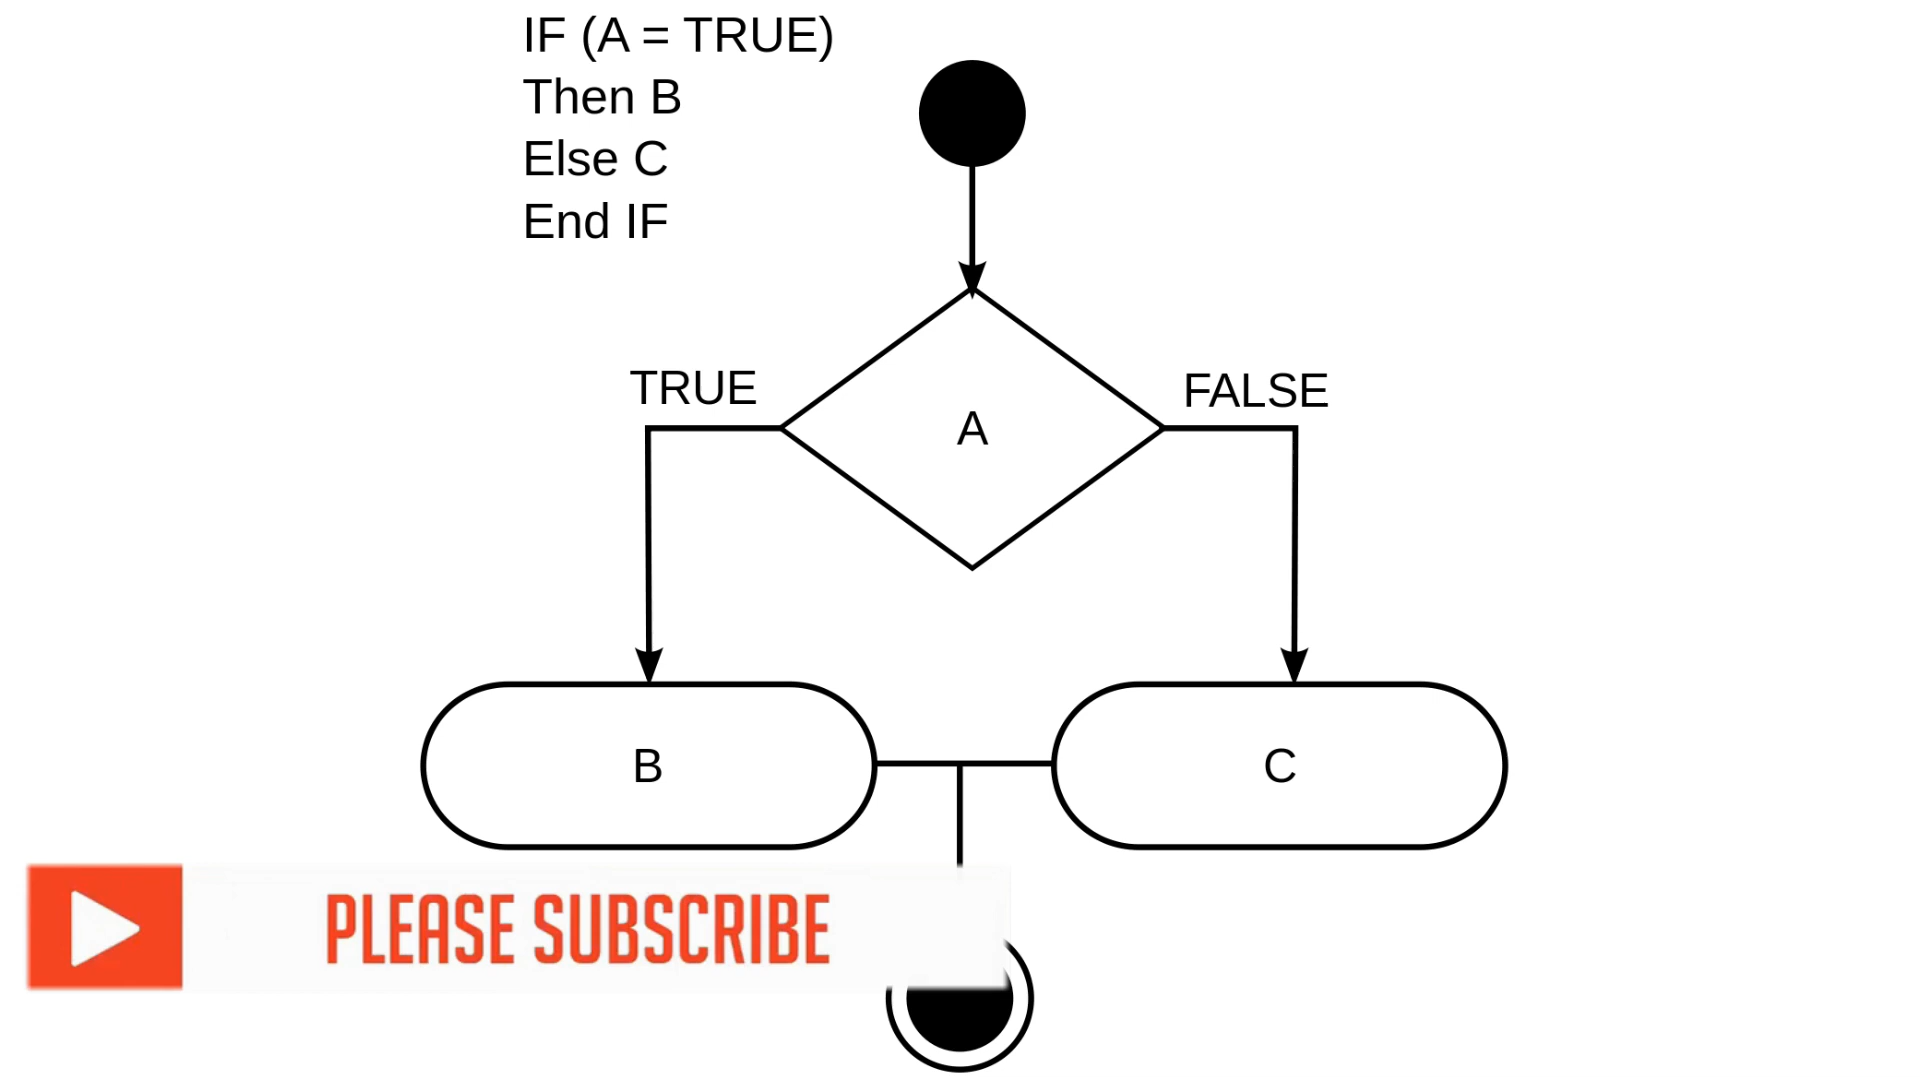 IF (A = TRUE)
Then B
Else C
End IF
TRUE
FALSE
A
B
C
PLEASE SUBSCRIBE